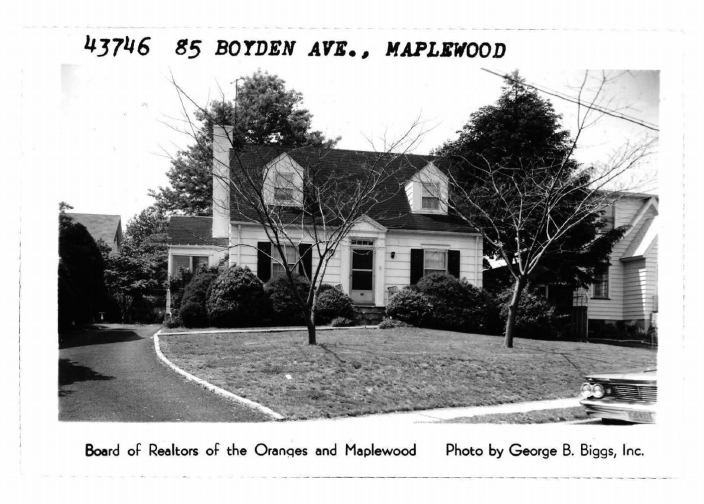 43746 85 BOYDEN AVE., MAPLEWOOD
Board of Realtors of the Oranges and Maplewood Photo by George B. Biggs, Inc.